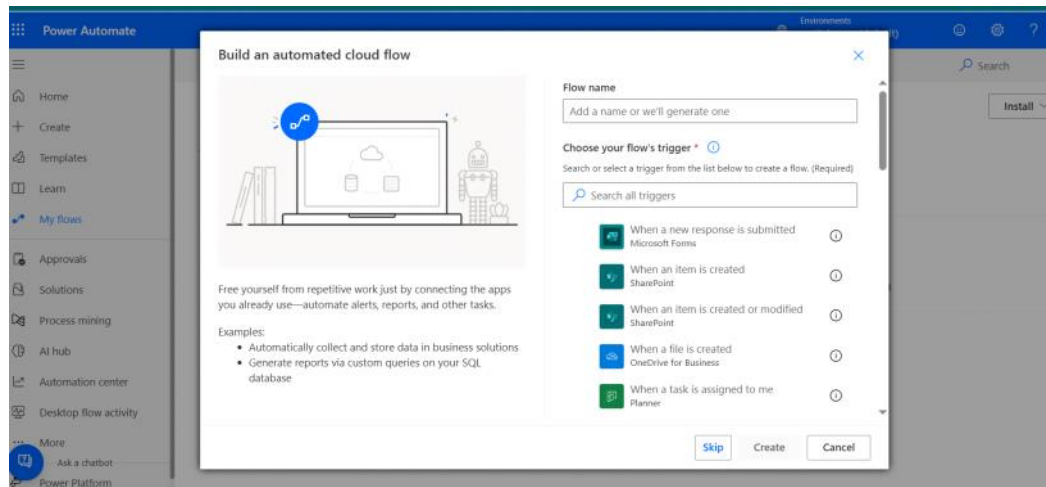 Power Automate
Environments
Search
Home
Create
Templates
Learn
My flows
Approvals
Solutions
Process mining
AI hub
Automation center
Desktop flow activity
More
Ask a chatbot
Power Platform
Install
Build an automated cloud flow
Free yourself from repetitive work just by connecting the apps
you already use—automate alerts, reports, and other tasks.
Examples:
• Automatically collect and store data in business solutions
• Generate reports via custom queries on your SQL
database
Flow name
Add a name or we'll generate one
Choose your flow's trigger *
Search or select a trigger from the list below to create a flow. (Required)
Search all triggers
When a new response is submitted
Microsoft Forms
When an item is created
SharePoint
When an item is created or modified
SharePoint
When a file is created
OneDrive for Business
When a task is assigned to me
Planner
Skip
Create
Cancel